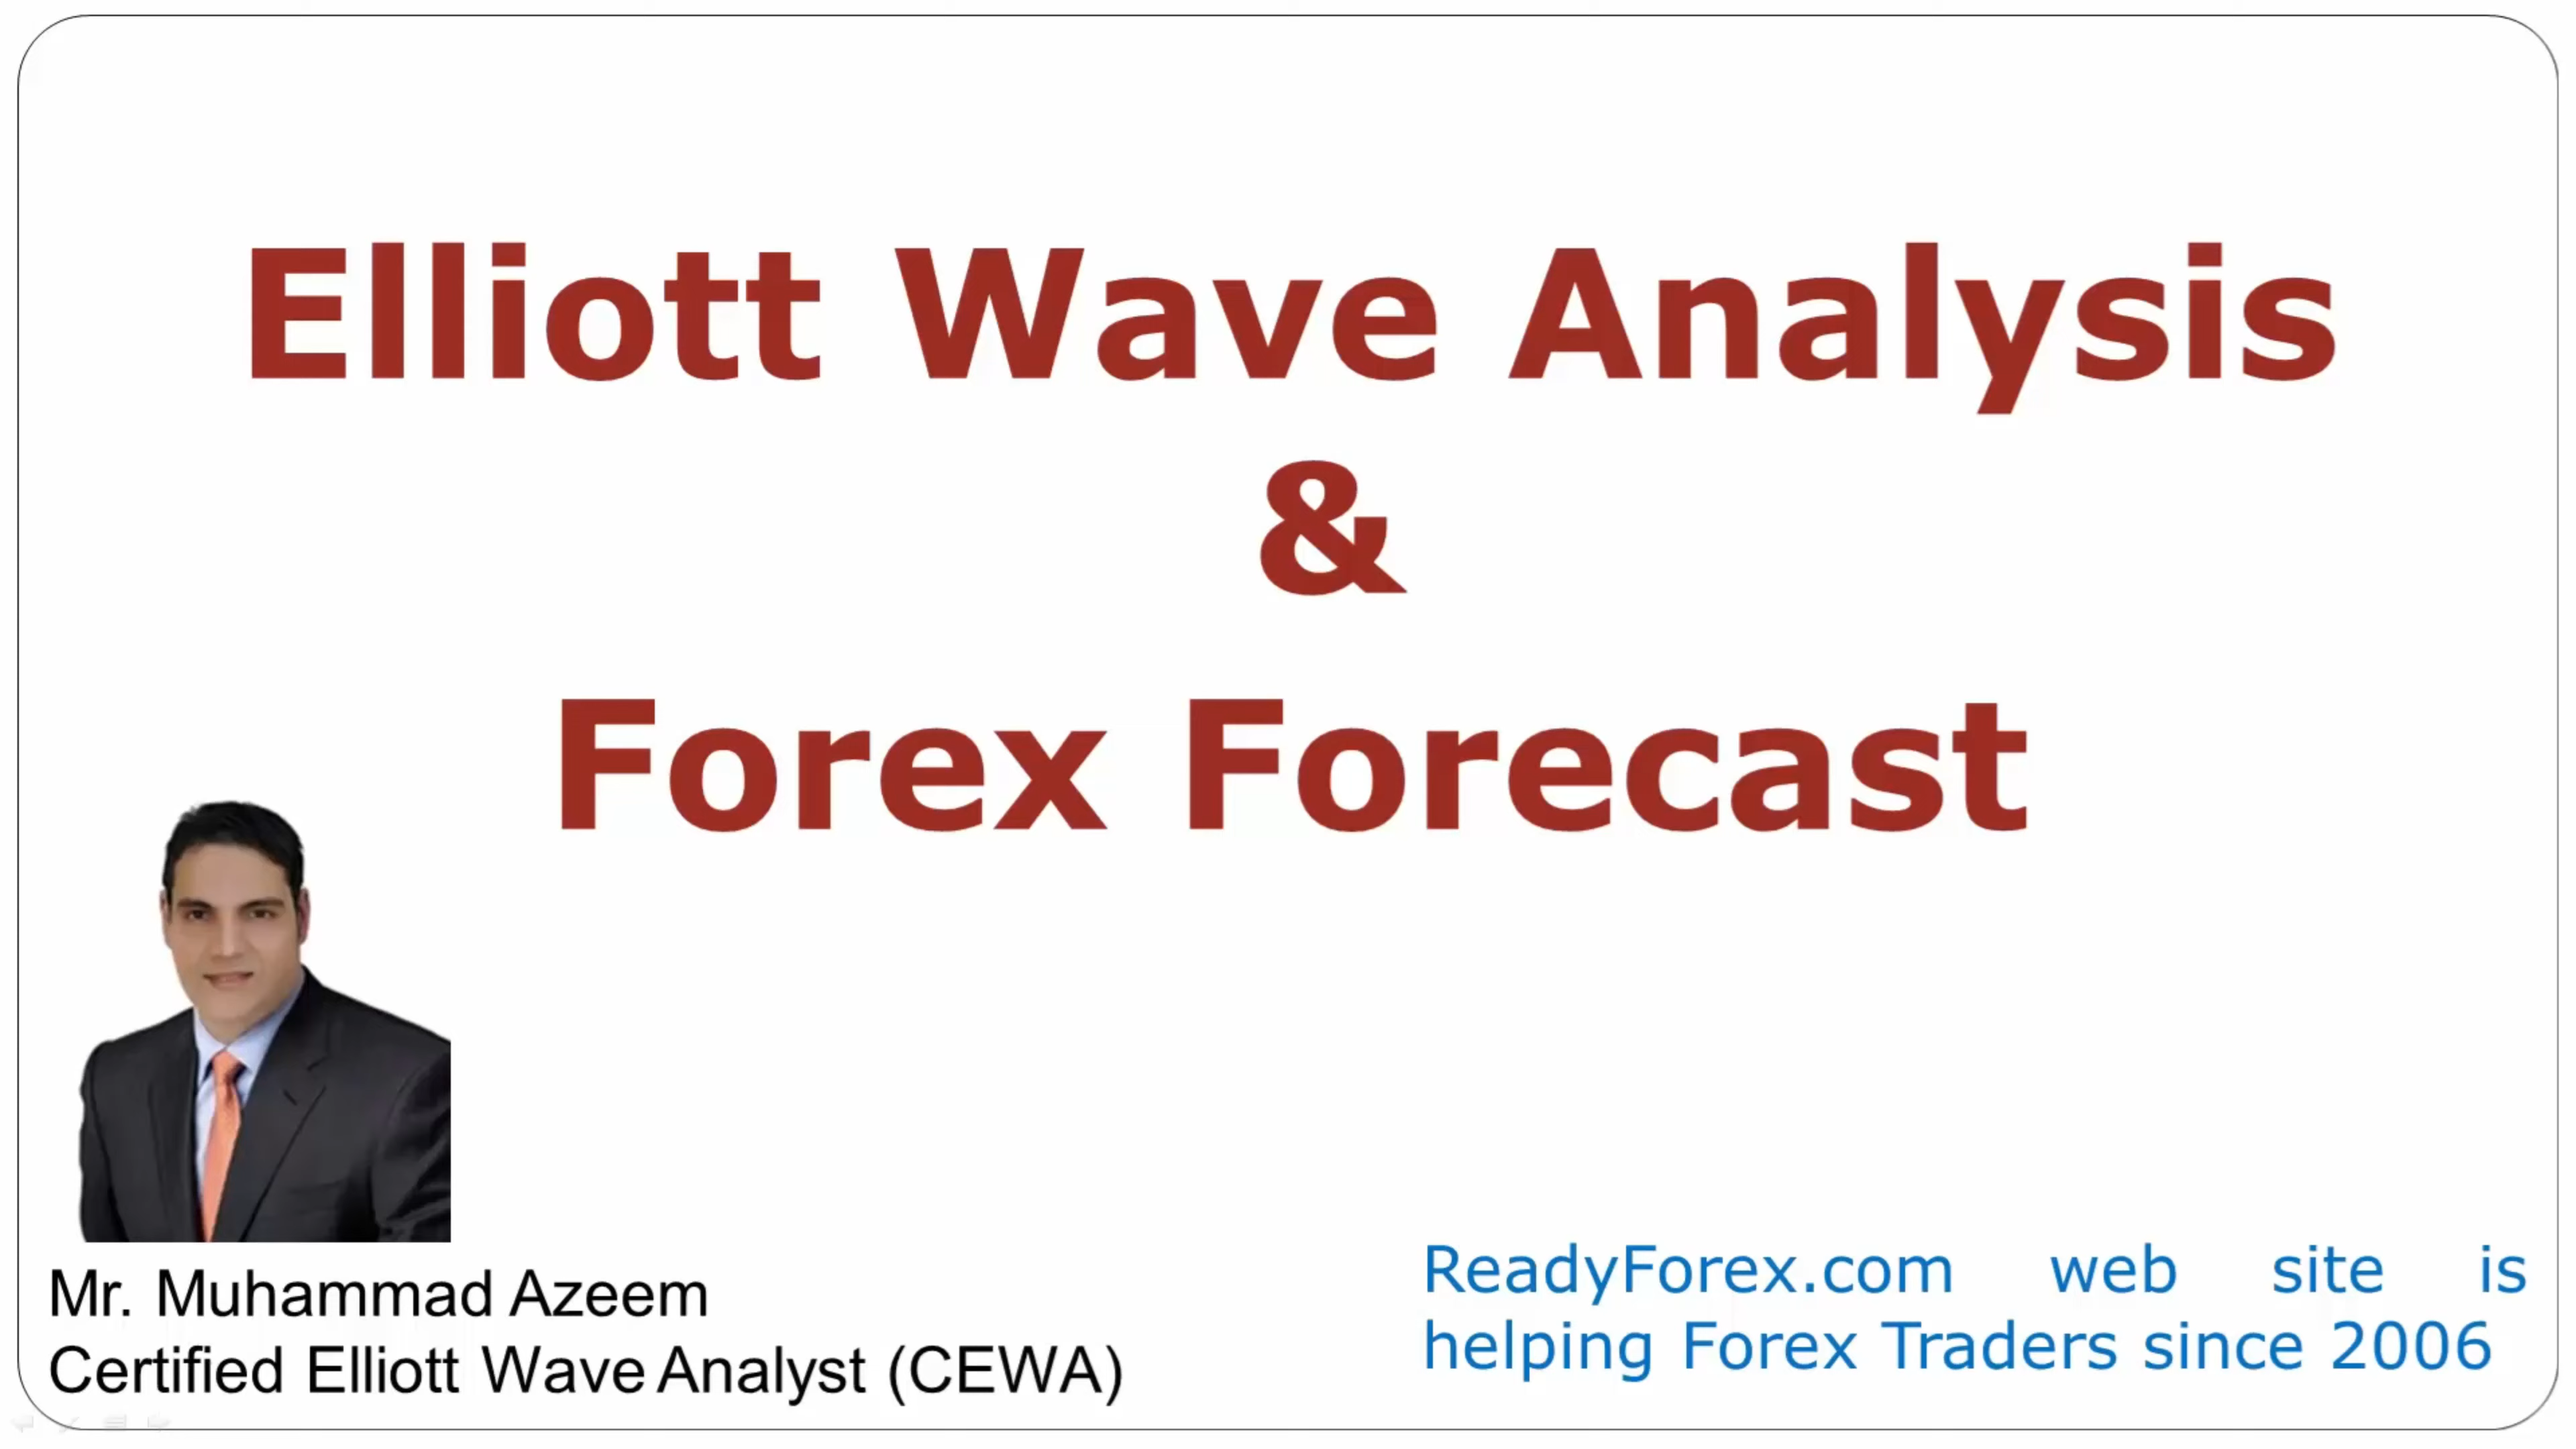 Elliott Wave Analysis
&
Forex Forecast
Mr. Muhammad Azeem
Certified Elliott Wave Analyst (CEWA)
ReadyForex.com web site is
helping Forex Traders since 2006